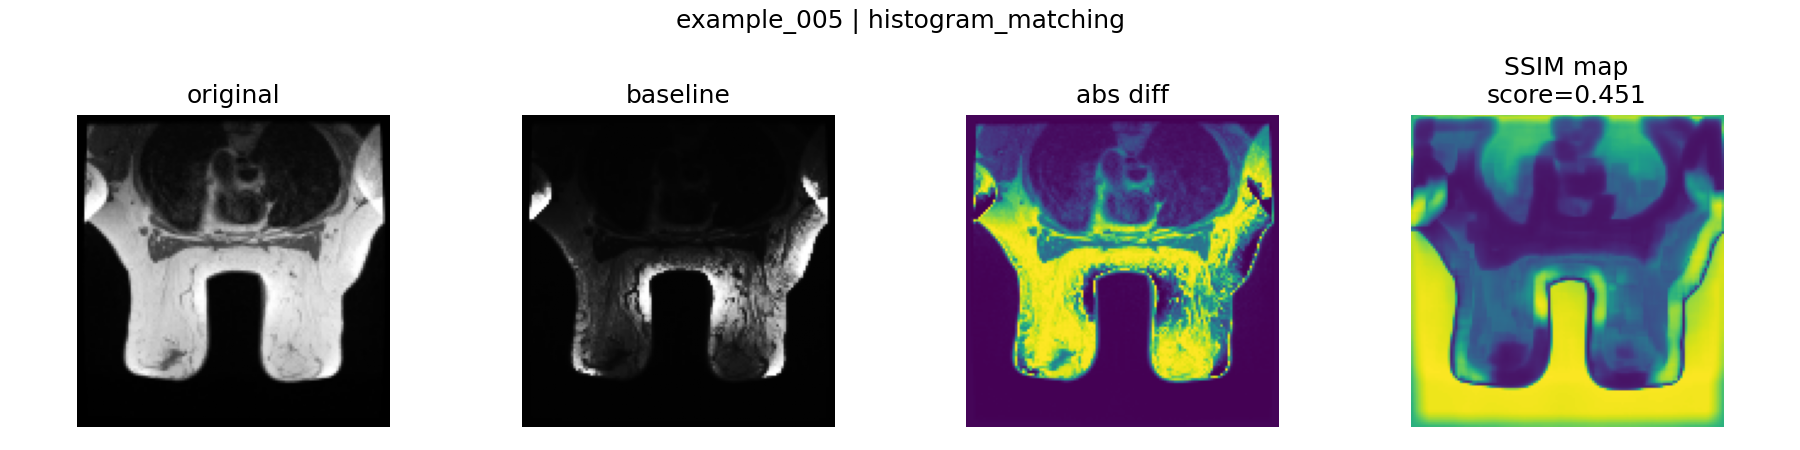 example_005 | histogram_matching
original
baseline
abs diff
SSIM map
score=0.451